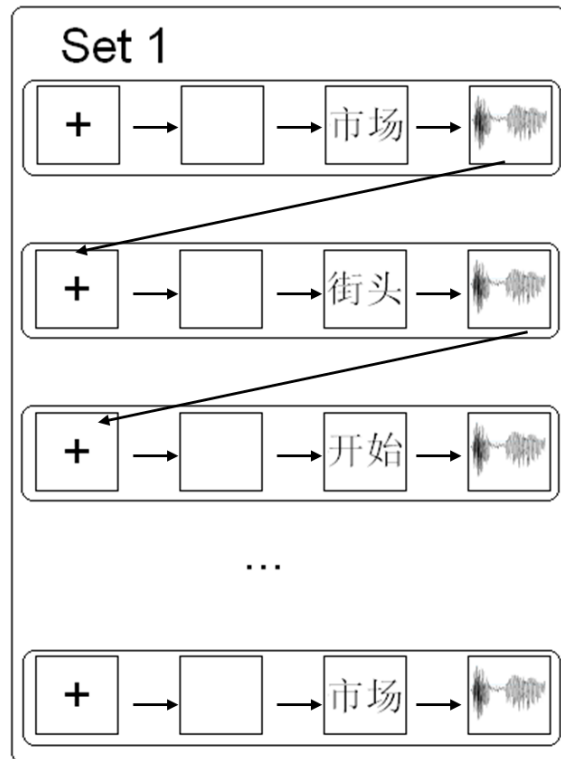 Set 1
+ 市场
+ 街头
+ 开始
...
+ 市场